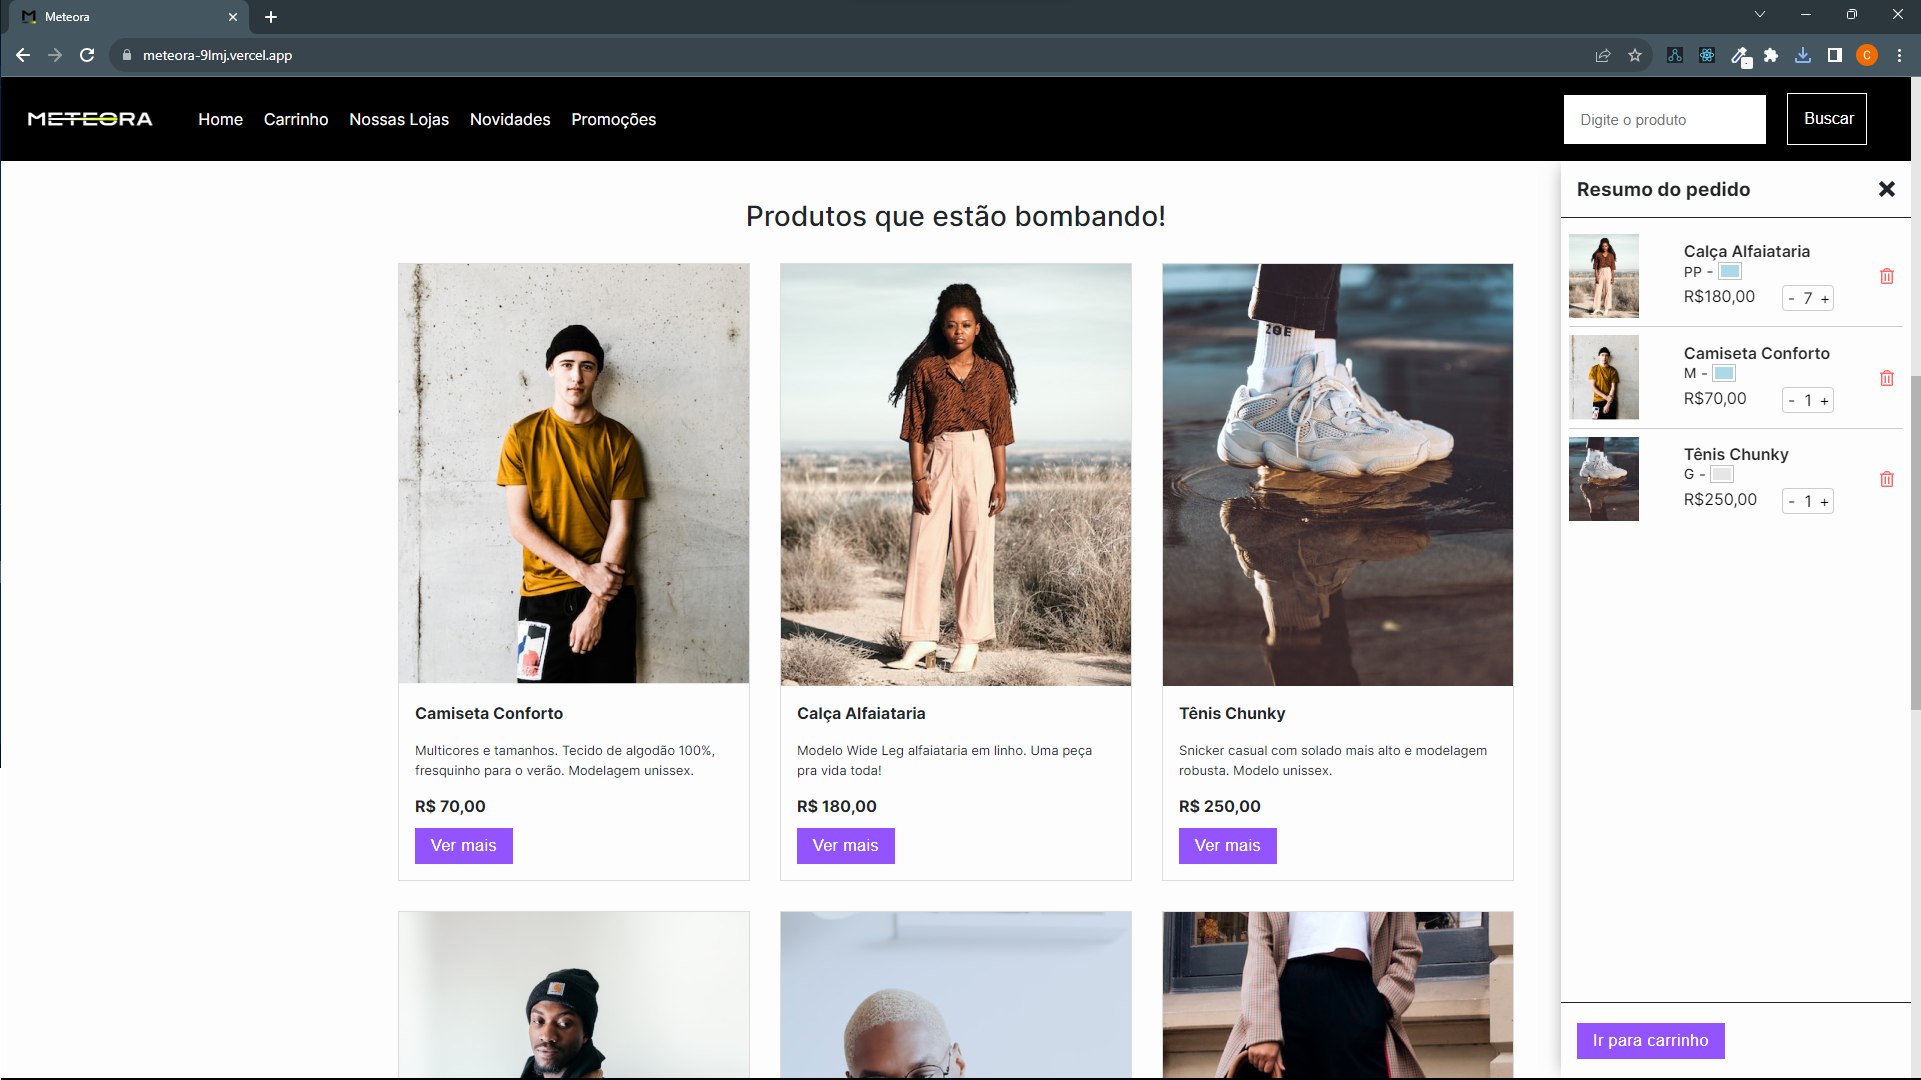 Meteora
meteora-9lmj.vercel.app
C
METEORA
Home Carrinho Nossas Lojas Novidades Promoções
Digite o produto
Buscar
Produtos que estão bombando!
ZOE
Camiseta Conforto
Multicores e tamanhos. Tecido de algodão 100%,
fresquinho para o verão. Modelagem unissex.
R$ 70,00
Ver mais
Calça Alfaiataria
Modelo Wide Leg alfaiataria em linho. Uma peça
pra vida toda!
R$ 180,00
Ver mais
Tênis Chunky
Snicker casual com solado mais alto e modelagem
robusta. Modelo unissex.
R$ 250,00
Ver mais
Resumo do pedido
Calça Alfaiataria
PP -
R$180,00 - 7 +
Camiseta Conforto
M -
R$70,00 - 1 +
Tênis Chunky
G -
R$250,00 - 1 +
Ir para carrinho